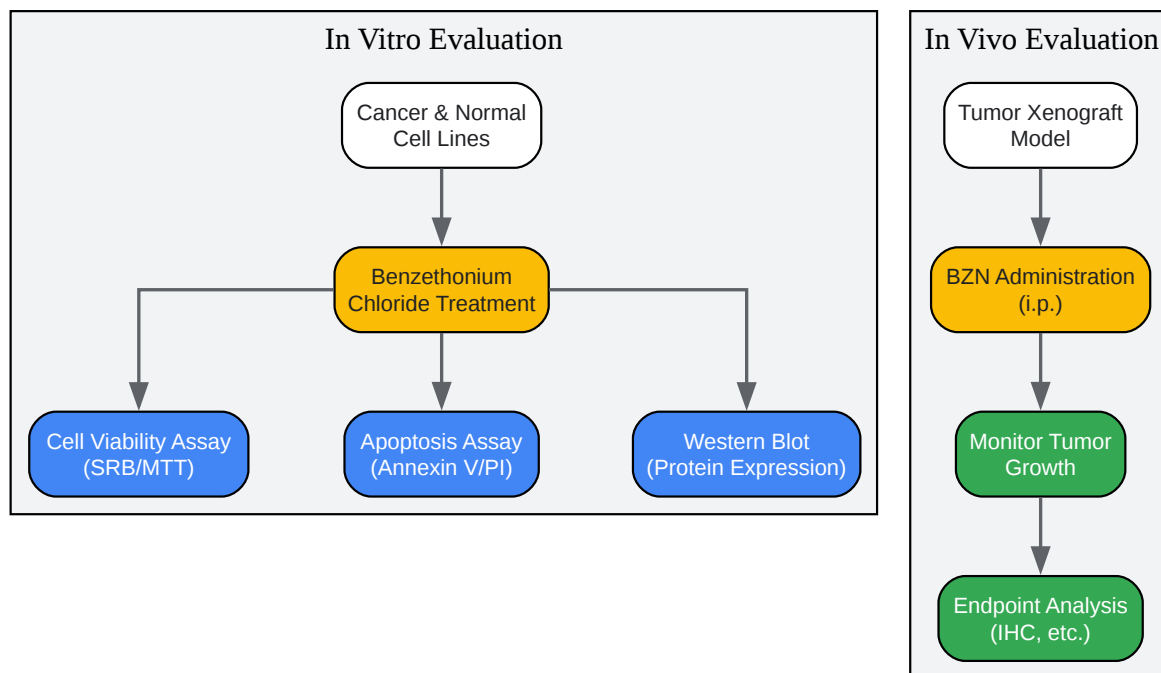 In Vitro Evaluation
Cancer & Normal
Cell Lines
Benzethonium
Chloride Treatment
Cell Viability Assay
(SRB/MTT)
Apoptosis Assay
(Annexin V/PI)
Western Blot
(Protein Expression)
In Vivo Evaluation
Tumor Xenograft
Model
BZN Administration
(i.p.)
Monitor Tumor
Growth
Endpoint Analysis
(IHC, etc.)